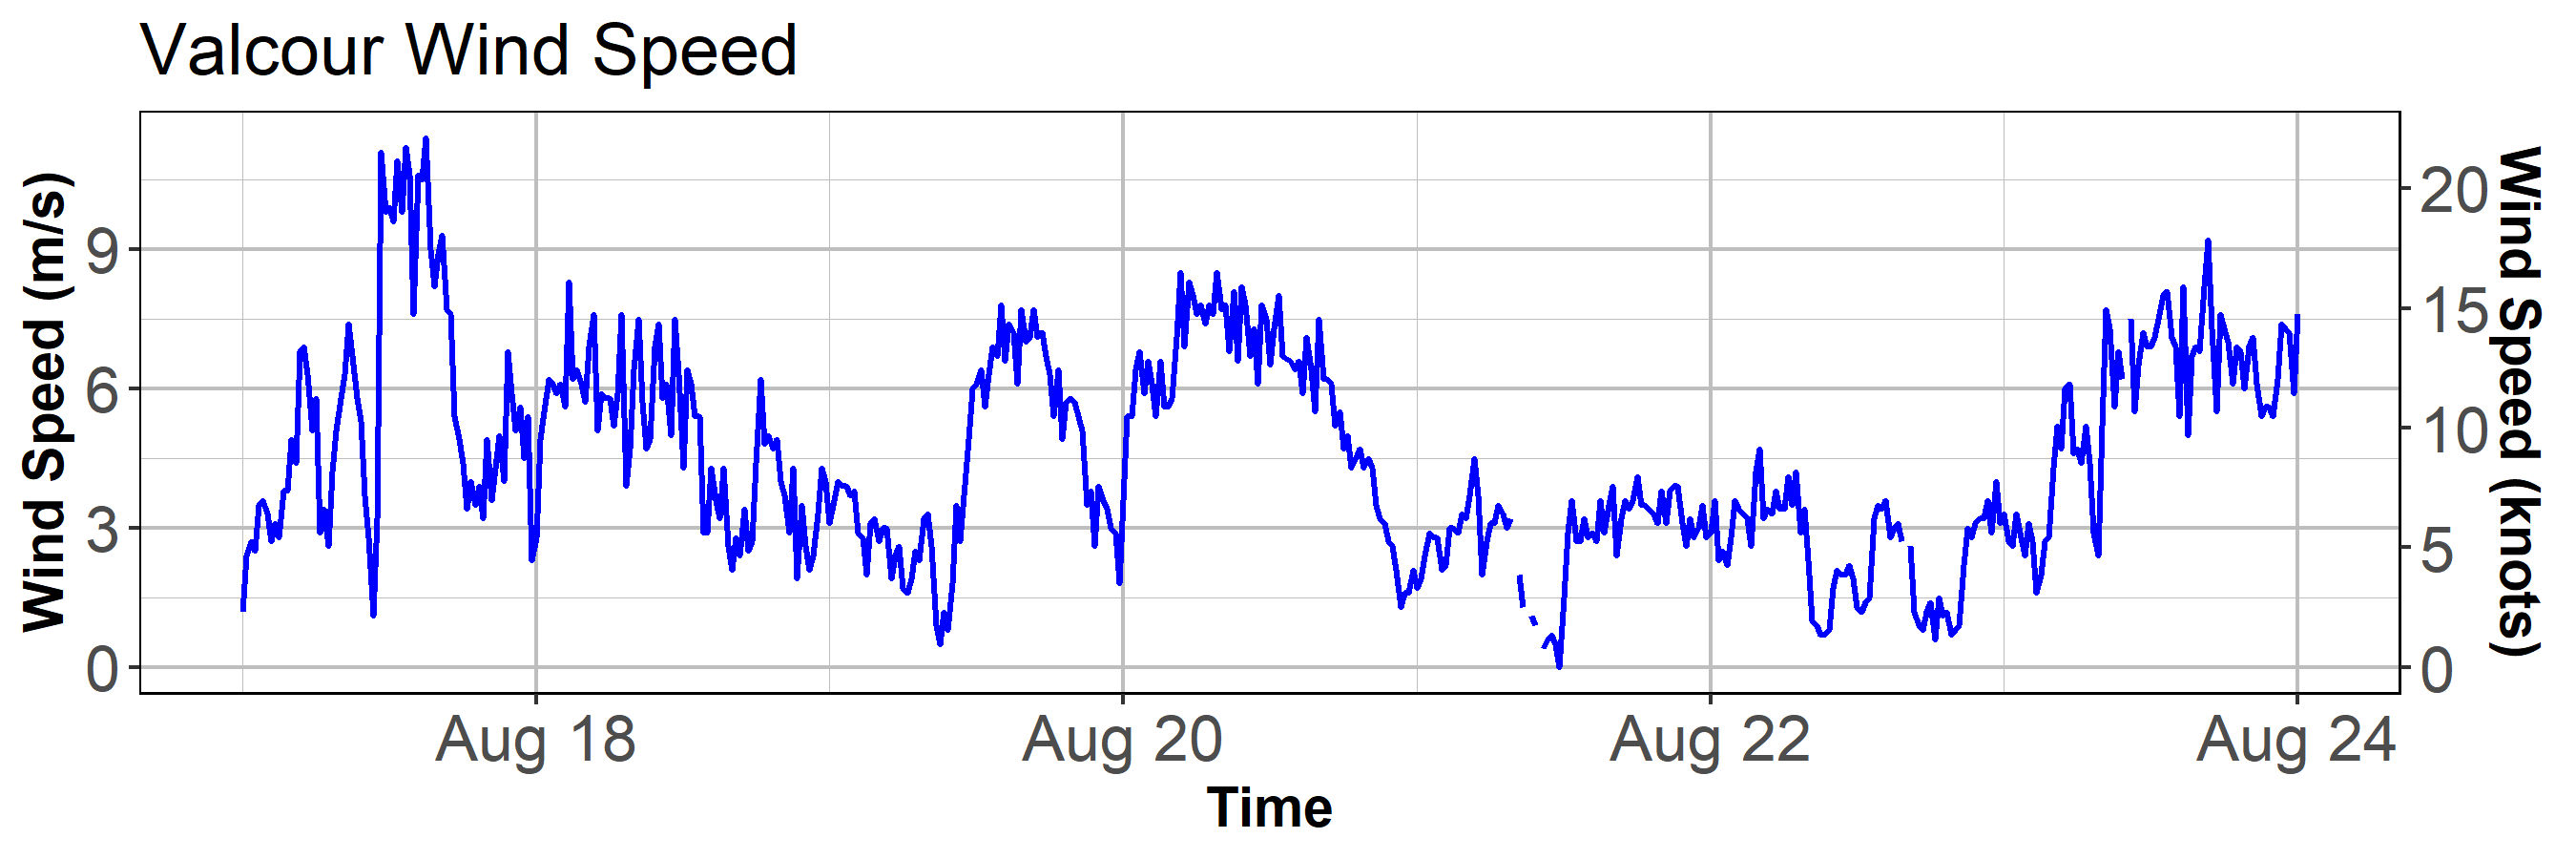 Valcour Wind Speed
Wind Speed (m/s)
9
6
3
0
20
15
10
5
0
Wind Speed (knots)
Aug 18
Aug 20
Aug 22
Aug 24
Time